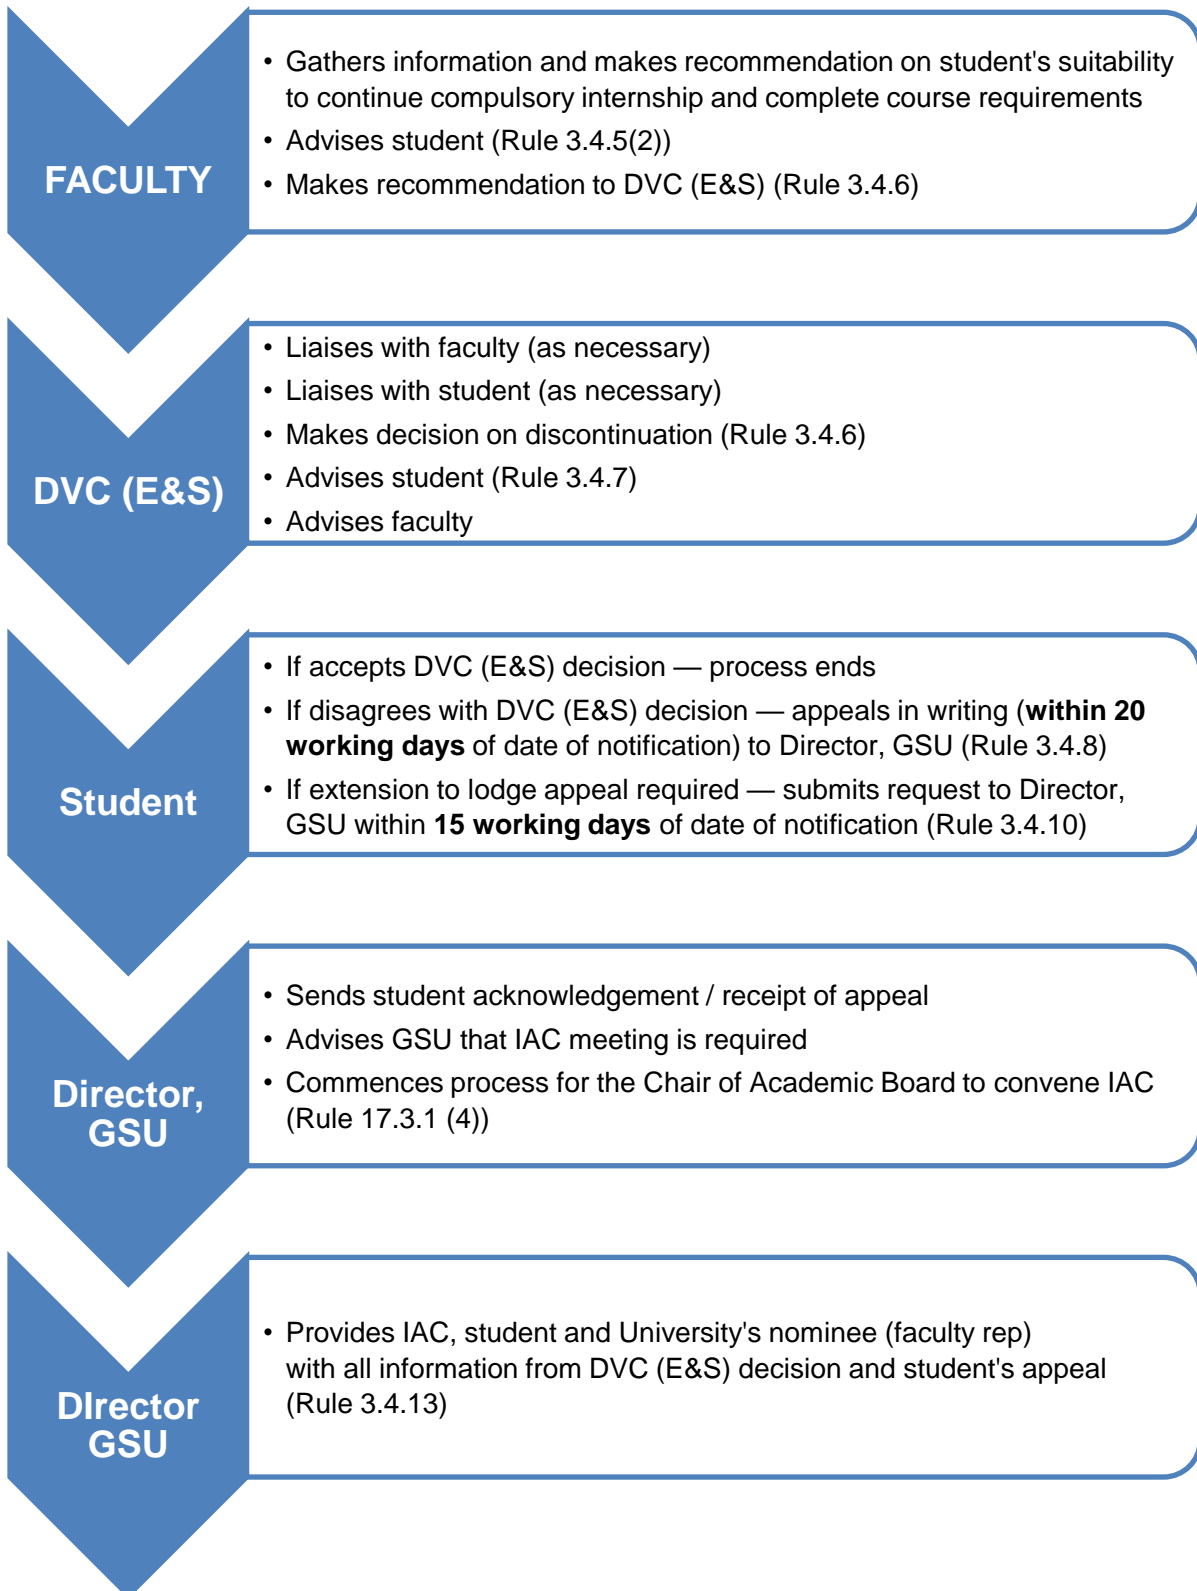 FACULTY
• Gathers information and makes recommendation on student's suitability
to continue compulsory internship and complete course requirements
• Advises student (Rule 3.4.5(2))
• Makes recommendation to DVC (E&S) (Rule 3.4.6)
DVC (E&S)
• Liaises with faculty (as necessary)
• Liaises with student (as necessary)
• Makes decision on discontinuation (Rule 3.4.6)
• Advises student (Rule 3.4.7)
• Advises faculty
Student
• If accepts DVC (E&S) decision — process ends
• If disagrees with DVC (E&S) decision — appeals in writing (within 20
working days of date of notification) to Director, GSU (Rule 3.4.8)
• If extension to lodge appeal required — submits request to Director,
GSU within 15 working days of date of notification (Rule 3.4.10)
Director,
GSU
• Sends student acknowledgement / receipt of appeal
• Advises GSU that IAC meeting is required
• Commences process for the Chair of Academic Board to convene IAC
(Rule 17.3.1 (4))
DIrector
GSU
• Provides IAC, student and University's nominee (faculty rep)
with all information from DVC (E&S) decision and student's appeal
(Rule 3.4.13)